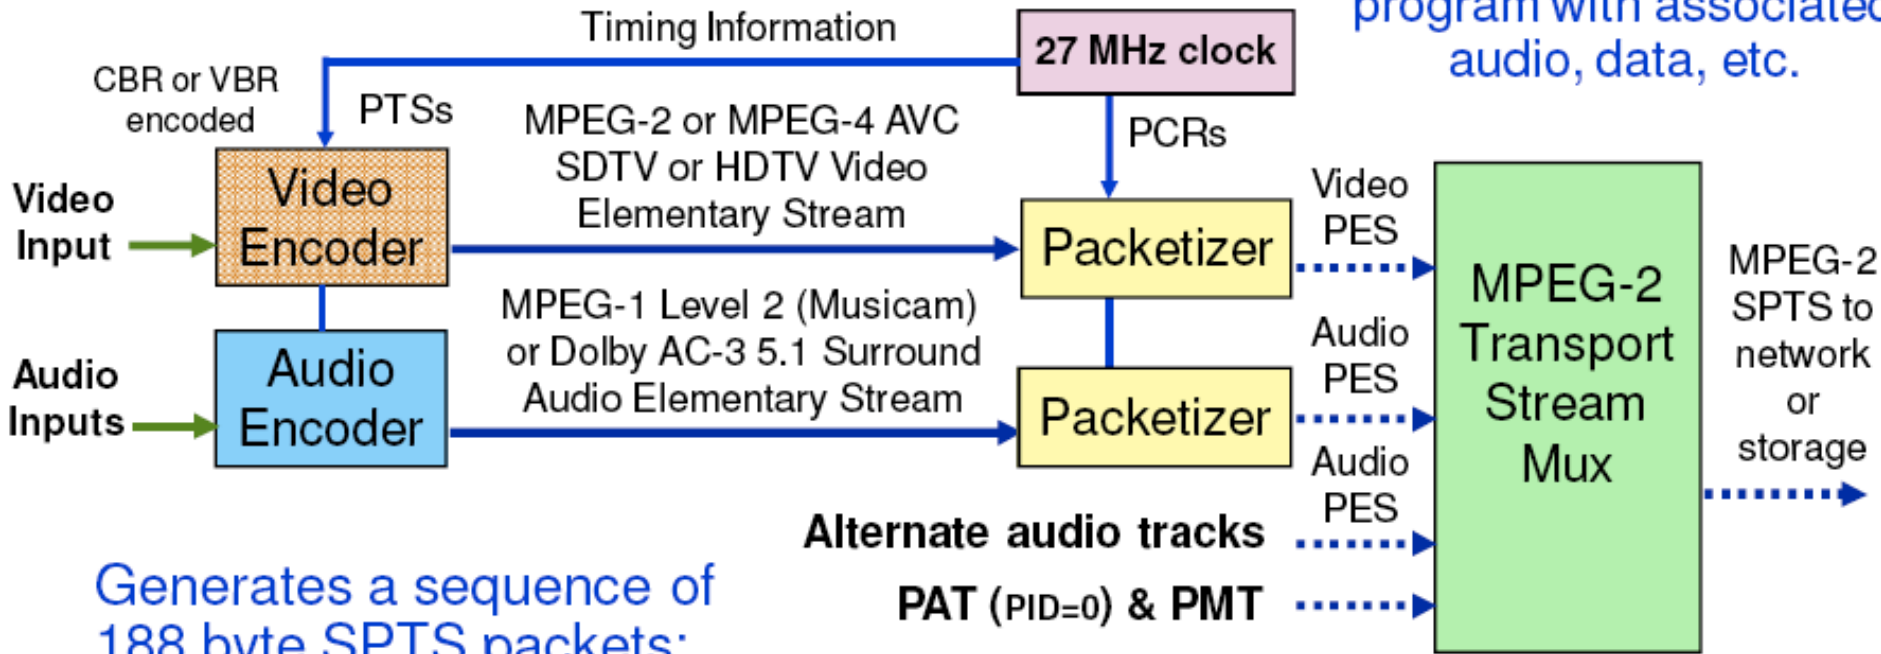 Timing Information
27 MHz clock
program with associated
audio, data, etc.
CBR or VBR
encoded
PTSs
PCRs
MPEG-2 or MPEG-4 AVC
SDTV or HDTV Video
Elementary Stream
Video
Input
Video
Encoder
Packetizer
Video
PES
MPEG-1 Level 2 (Musicam)
or Dolby AC-3 5.1 Surround
Audio Elementary Stream
Audio
Inputs
Audio
Encoder
Packetizer
Audio
PES
Audio
PES
MPEG-2
Transport
Stream
Mux
MPEG-2
SPTS to
network
or
storage
Alternate audio tracks
PAT (PID=0) & PMT
Generates a sequence of
188 byte SPTS packets: